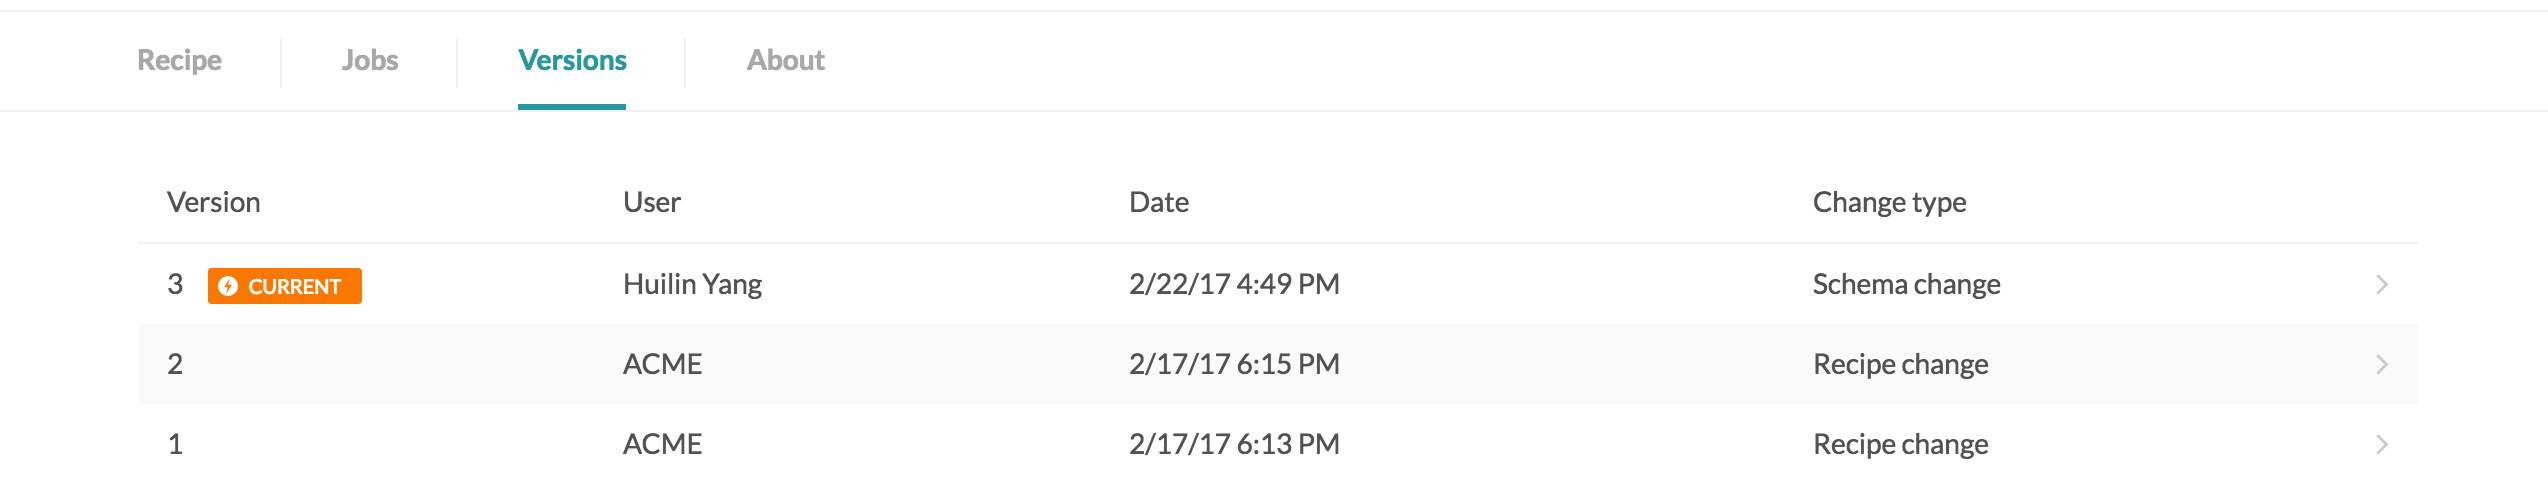 Recipe Jobs Versions About
Version User Date Change type
3 CURRENT Huilin Yang 2/22/17 4:49 PM Schema change
2 ACME 2/17/17 6:15 PM Recipe change
1 ACME 2/17/17 6:13 PM Recipe change